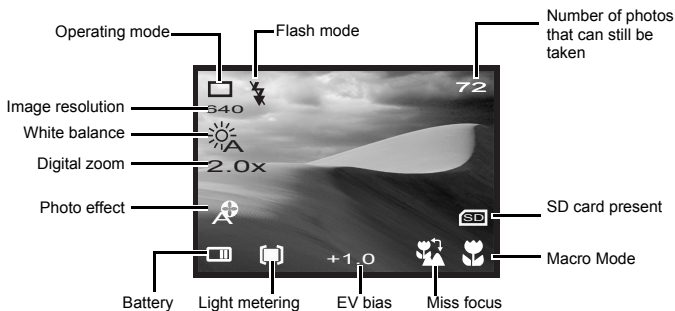 Number of photos
that can still be
taken
Operating mode
Flash mode
72
Image resolution
640
White balance
A
Digital zoom
2.0x
Photo effect
A
SD
SD card present
+1.0
Macro Mode
Battery
Light metering
EV bias
Miss focus